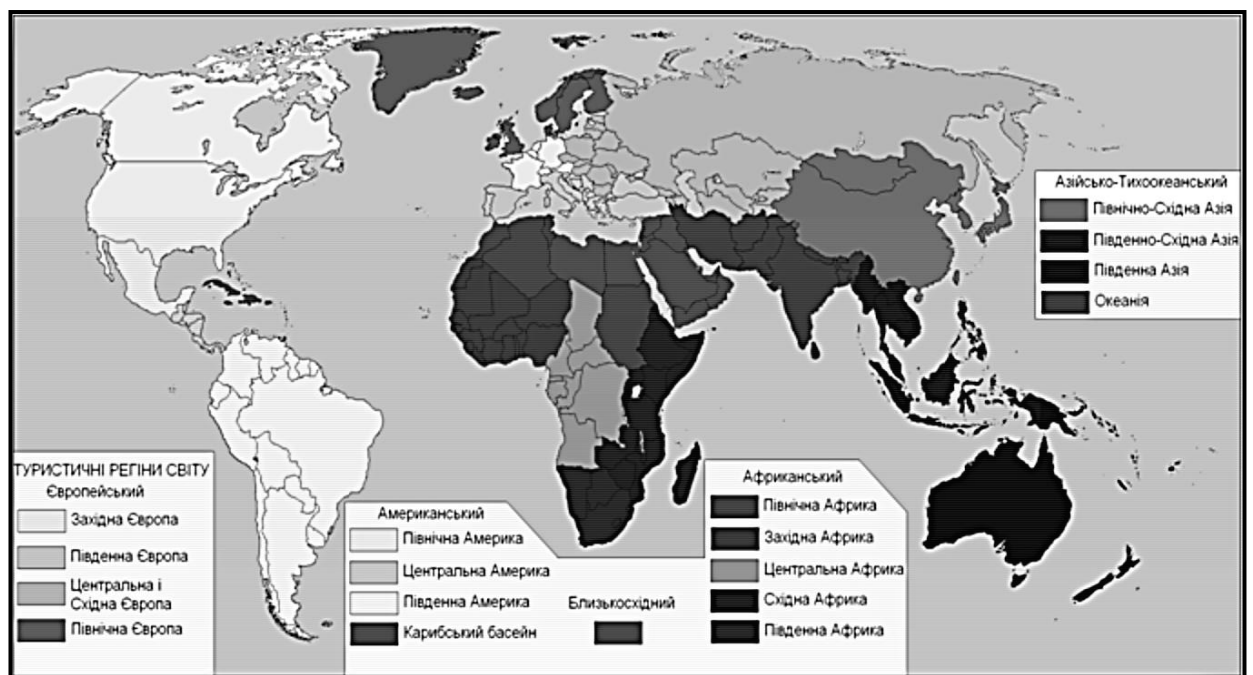 Азійсько-Тихоокеанський
Північно-Східна Азія
Південно-Східна Азія
Південна Азія
Океанія
ТУРИСТИЧНІ РЕГІНИ СВІТУ
Європейський
Західна Європа
Південна Європа
Центральна і
Східна Європа
Північна Європа
Американський
Північна Америка
Центральна Америка
Південна Америка
Карибський басейн
Близькосхідний
Африканський
Північна Африка
Західна Африка
Центральна Африка
Східна Африка
Південна Африка